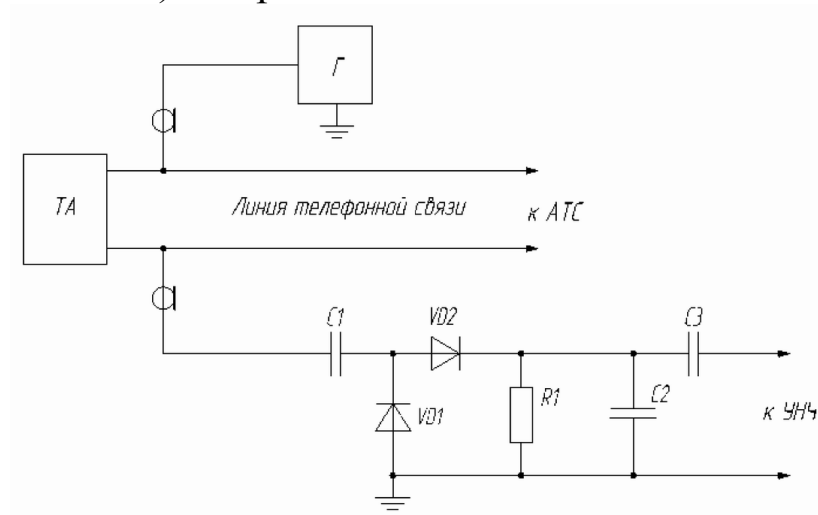 Г
ТА
Линия телефонной связи
к АТС
С1
VD2
С3
VD1
R1
С2
к УНЧ